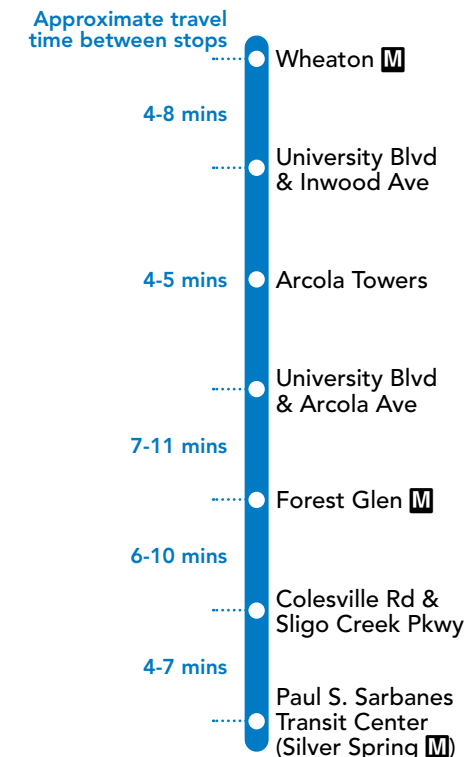 Approximate travel
time between stops
Wheaton M
4-8 mins
University Blvd
& Inwood Ave
4-5 mins
Arcola Towers
University Blvd
& Arcola Ave
7-11 mins
Forest Glen M
6-10 mins
Colesville Rd &
Sligo Creek Pkwy
4-7 mins
Paul S. Sarbanes
Transit Center
(Silver Spring M)